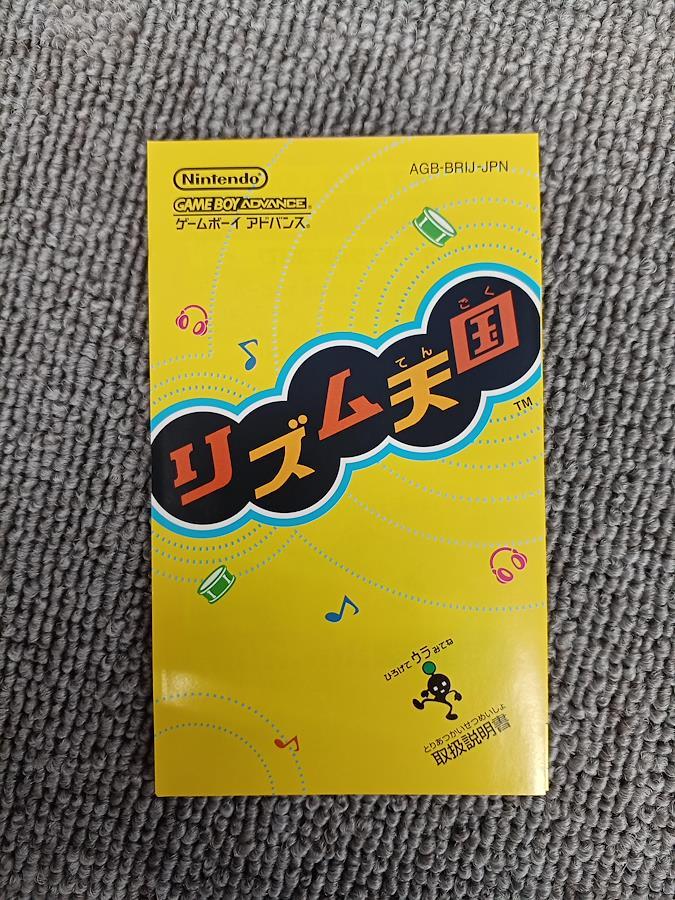 Nintendo
AGB-BRIJ-JPN
GAME BOY ADVANCE
ゲームボーイ アドバンス
リズム天国
てん
ごく
TM
ひろげて ウラ みてね
とりあつかいせつめいしょ
取扱説明書